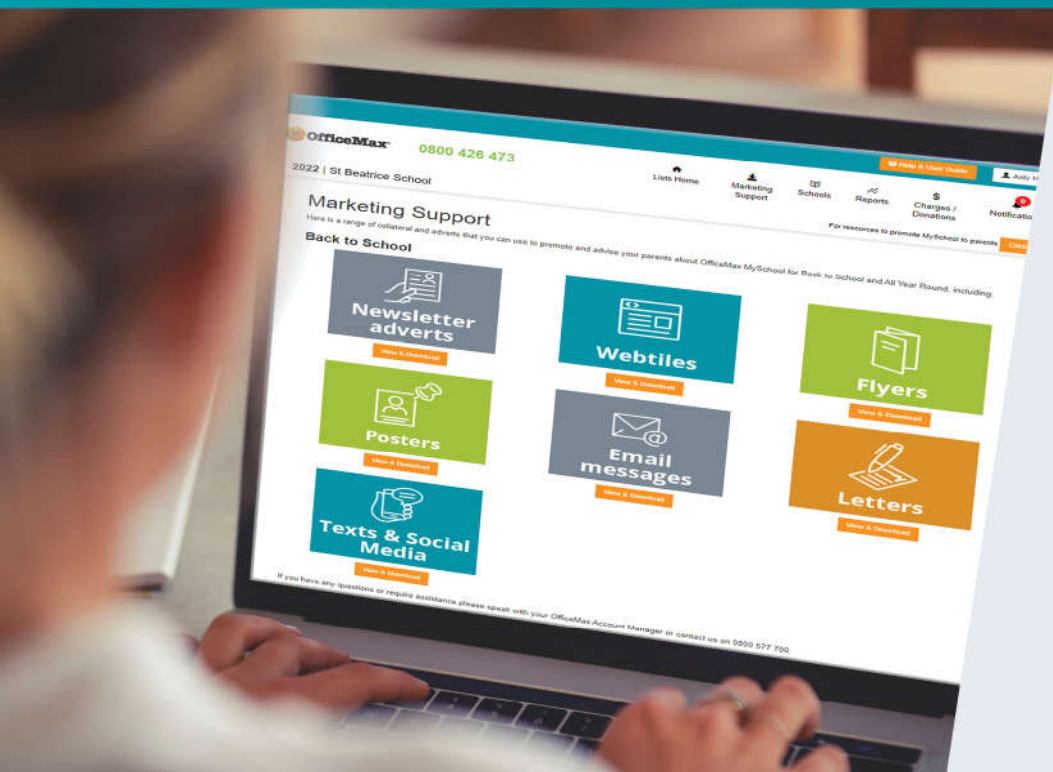 OfficeMax
0800 426 473
Help & User Guide
2022 | St Beatrice School
Lists Home
Marketing
Support
Schools
Reports
Charges /
Donations
Marketing Support
For resources to promote MySchool to parents
Here is a range of collateral and adverts that you can use to promote and advise your parents about OfficeMax MySchool for Back to School and All Year Round, including:
Back to School
Newsletter
adverts
View & Download
Webtiles
View & Download
Flyers
View & Download
Posters
View & Download
Email
messages
View & Download
Letters
View & Download
Texts & Social
Media
View & Download
If you have any questions or require assistance please speak with your OfficeMax Account Manager or contact us on 0800 577 700.